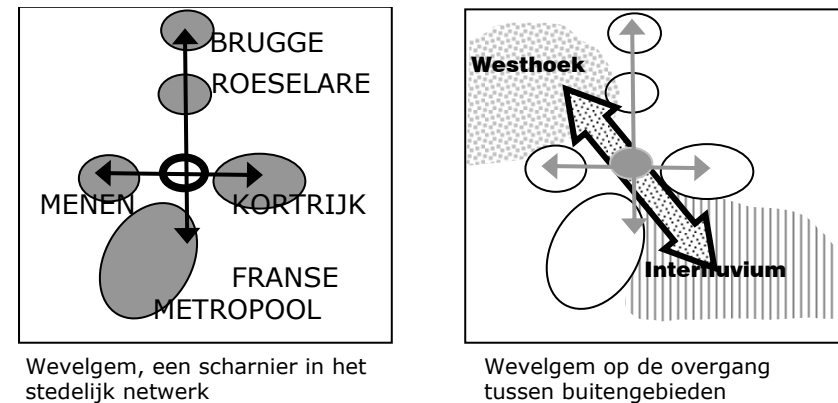 BRUGGE
ROESELARE
MENEN
KORTRIJK
FRANSE
METROPOOL
Wevelgem, een scharnier in het
stedelijk netwerk
Westhoek
Interfluvium
Wevelgem op de overgang
tussen buitengebieden